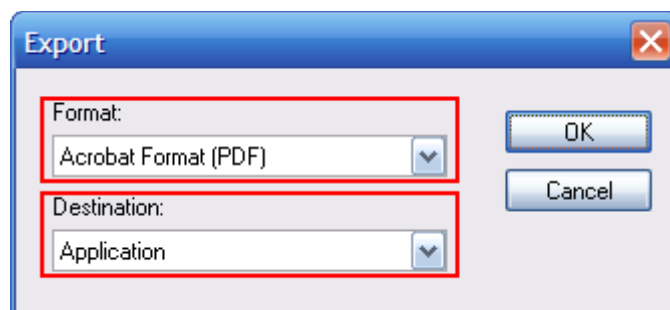 Export
Format:
Acrobat Format (PDF)
OK
Destination:
Cancel
Application